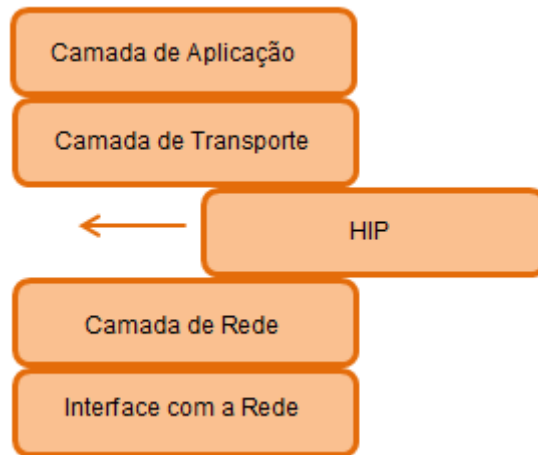 Camada de Aplicação
Camada de Transporte
HIP
Camada de Rede
Interface com a Rede